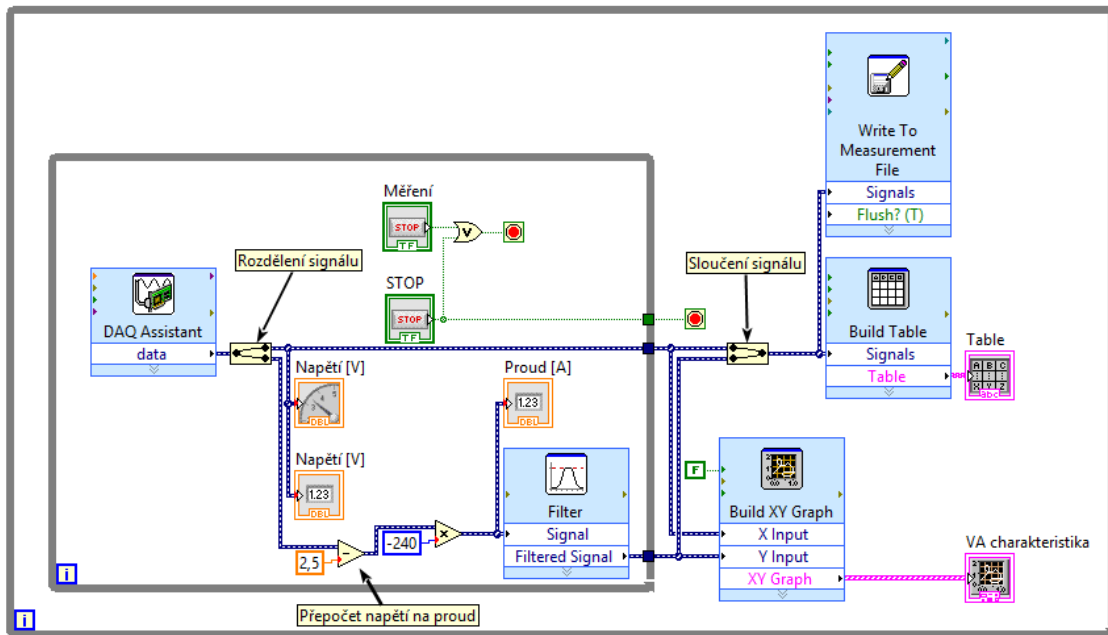 Write To
Measurement
File
Signals
Flush? (T)
Měření
STOP
TF
V
Rozdělení signálu
Sloučení signálu
STOP
STOP
TF
DAQ Assistant
data
Build Table
Signals
Table
Table
Napětí [V]
DBL
Proud [A]
1.23
DBL
Napětí [V]
1.23
DBL
Filter
Signal
Filtered Signal
F
Build XY Graph
X Input
Y Input
XY Graph
VA charakteristika
-240
2,5
i
Přepočet napětí na proud
i